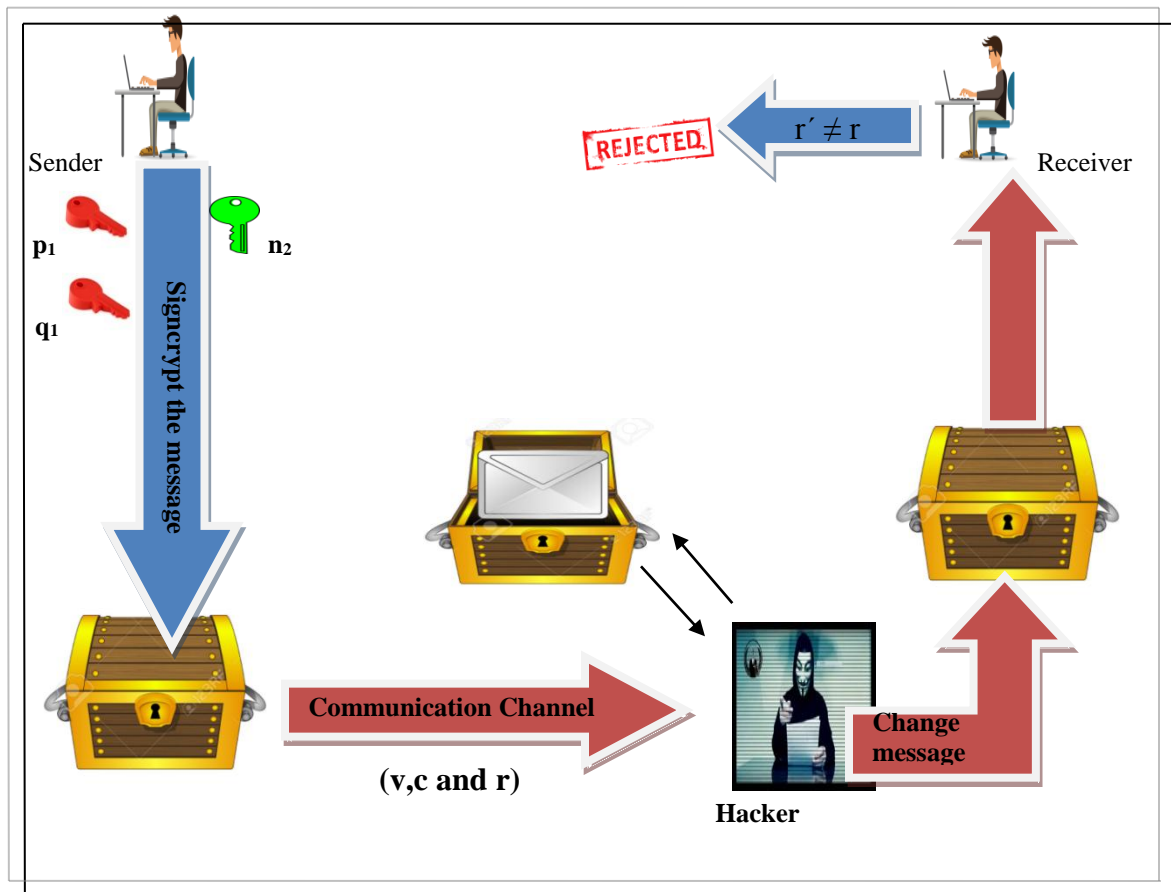 Sender
p₁
n₂
q₁
Signcrypt the message
REJECTED
r´ ≠ r
Receiver
Communication Channel
(v,c and r)
Change
message
Hacker